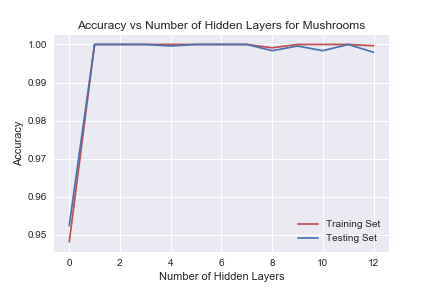 Accuracy vs Number of Hidden Layers for Mushrooms
1.00
0.99
0.98
0.97
0.96
0.95
Accuracy
Training Set
Testing Set
0 2 4 6 8 10 12
Number of Hidden Layers